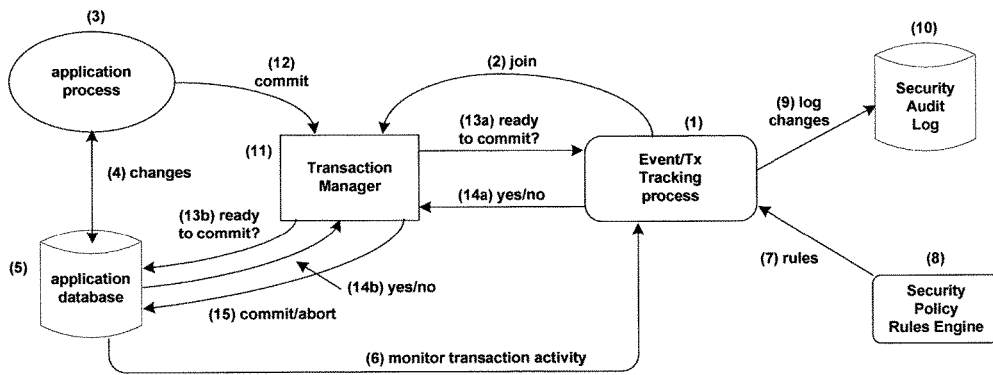 (3)
application
process
(12)
commit
(2) join
(10)
Security
Audit
Log
(9) log
changes
(13a) ready
to commit?
(1)
(11)
Transaction
Manager
Event/Tx
Tracking
process
(4) changes
(14a) yes/no
(13b) ready
to commit?
(7) rules
(8)
(5)
application
database
(14b) yes/no
(15) commit/abort
Security
Policy
Rules Engine
(6) monitor transaction activity